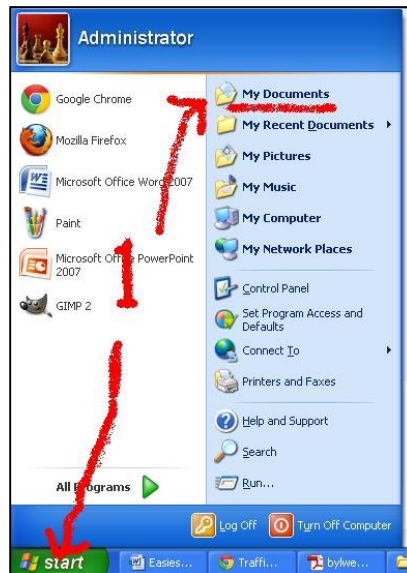 Administrator
Google Chrome
Mozilla Firefox
Microsoft Office Word 2007
Paint
Microsoft Office PowerPoint
2007
GIMP 2
All Programs
My Documents
My Recent Documents
My Pictures
My Music
My Computer
My Network Places
Control Panel
Set Program Access and
Defaults
Connect To
Printers and Faxes
Help and Support
Search
Run...
1
Log Off
Turn Off Computer
start
Easies...
Traffi...
bylwe...